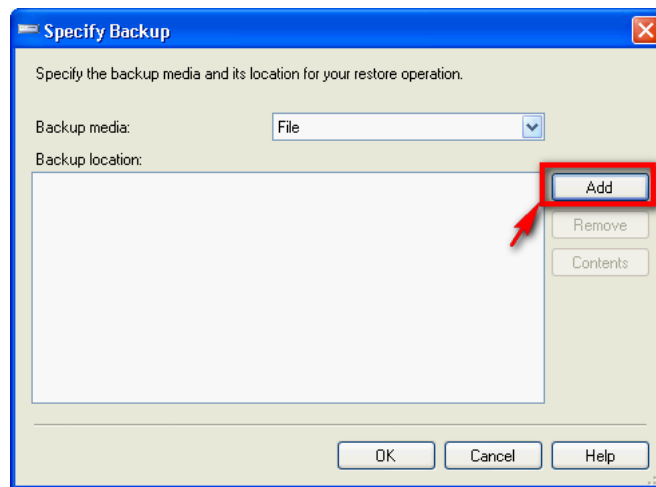 Specify Backup
Specify the backup media and its location for your restore operation.
Backup media:
File
Backup location:
Add
Remove
Contents
OK
Cancel
Help